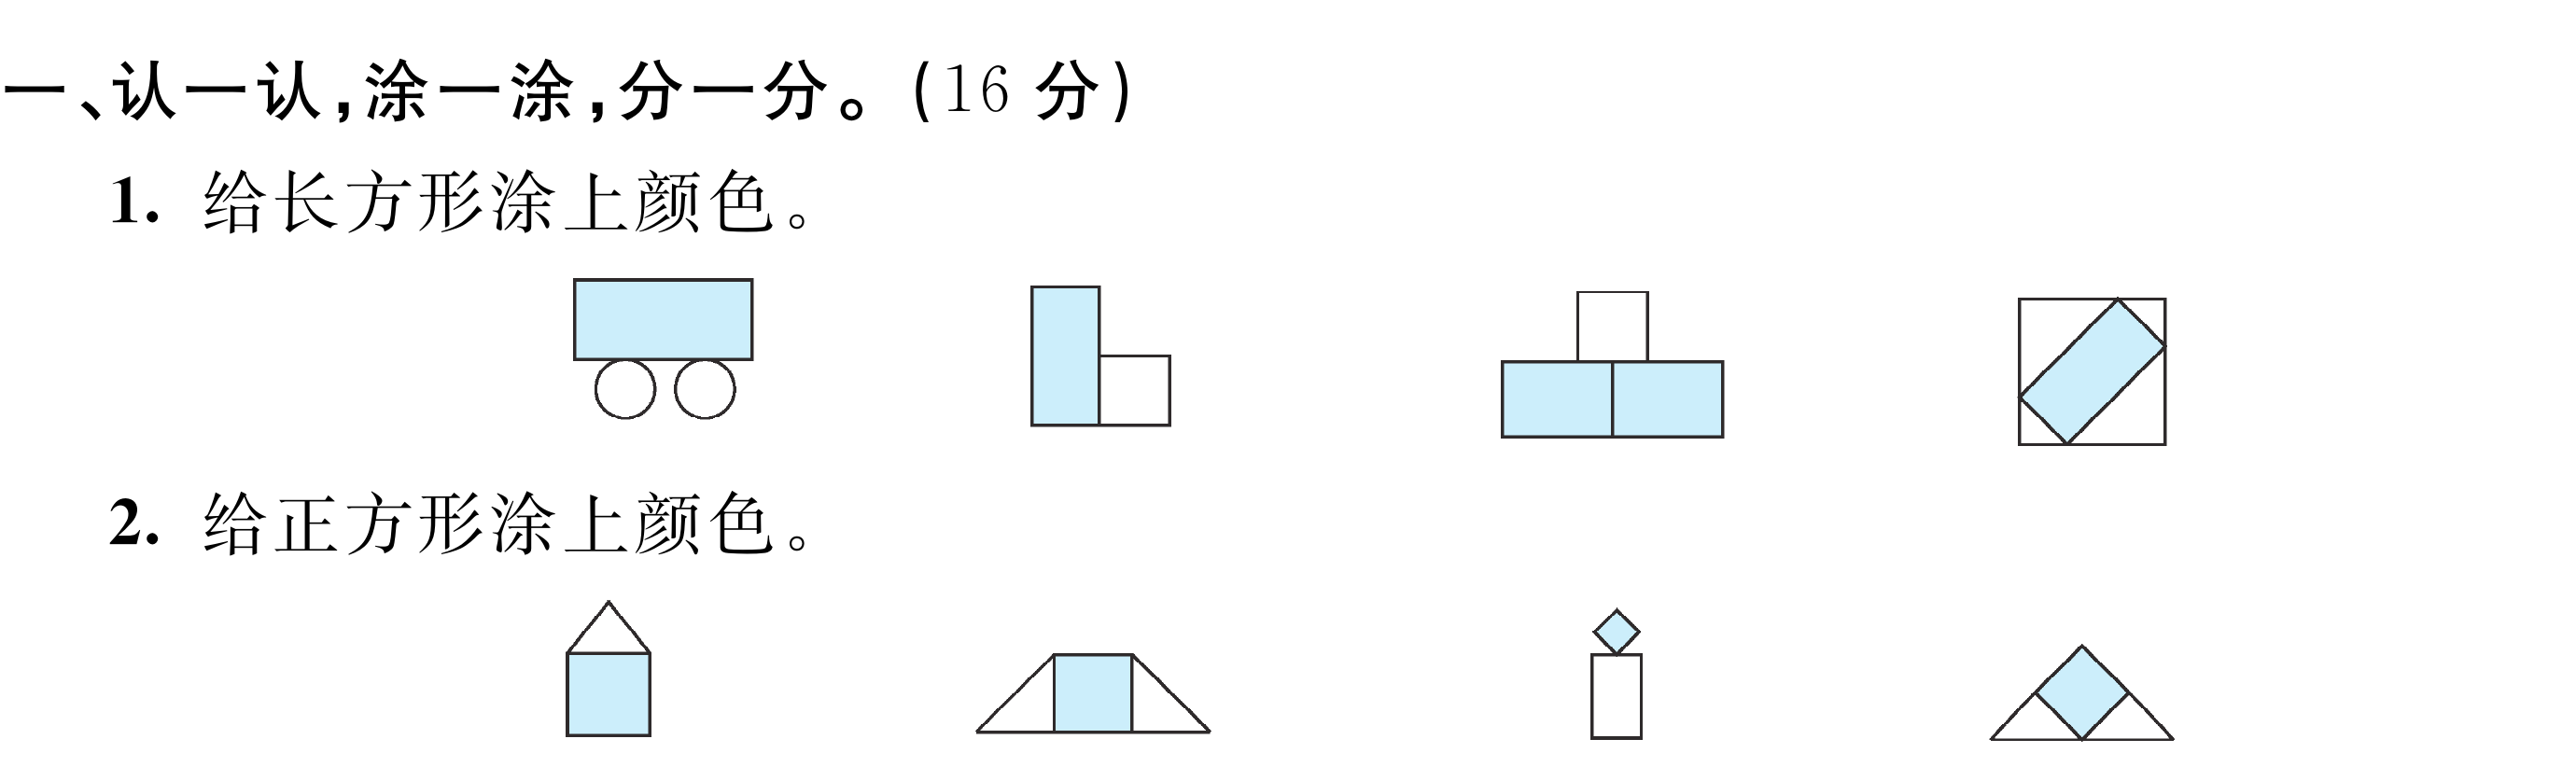 一、认一认,涂一涂,分一分。(16 分)
1. 给长方形涂上颜色。
2. 给正方形涂上颜色。